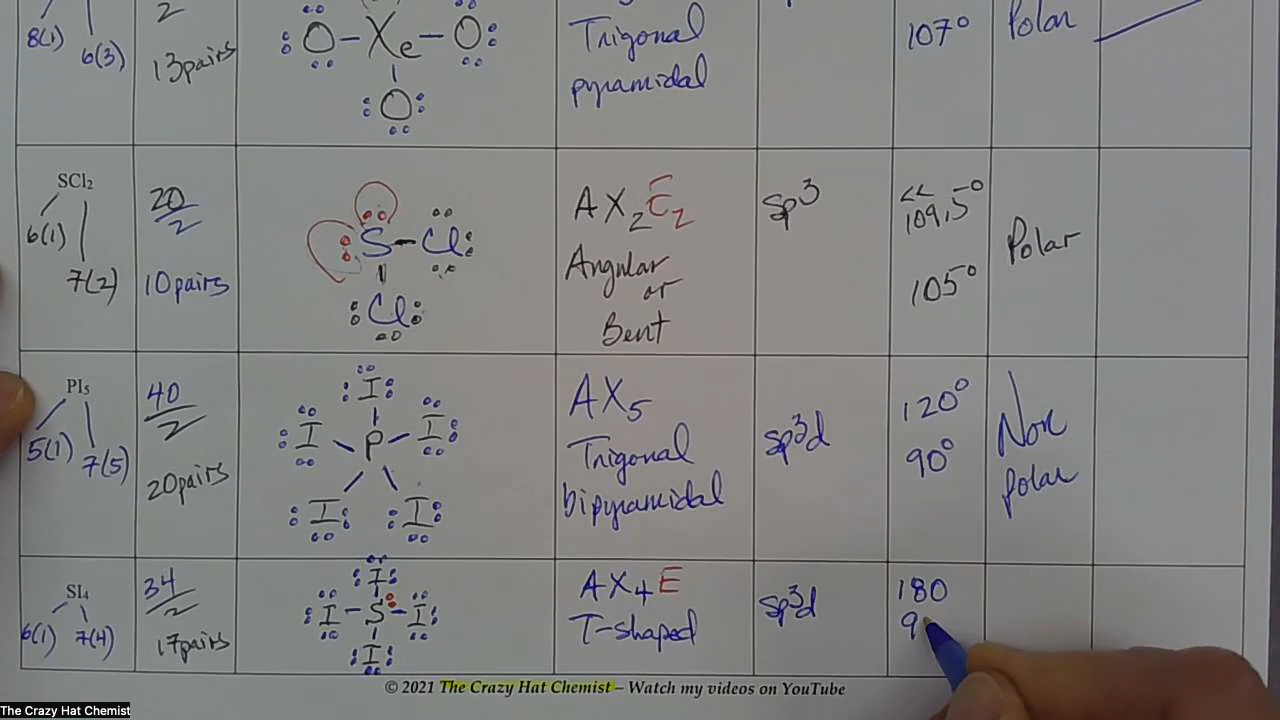 8(1) 6(3)
2
13pairs
:O–Xe–O:
:O:
Trigonal
pyramidal
107°
Polar
SCl₂
6(1)
7(2)
20
2
10pairs
S–Cl:
:Cl:
AX₂E₂
Angular
or
Bent
sp³
<<
109.5°
105°
Polar
PI₅
5(1) 7(5)
40
2
20pairs
:I:
:I P I:
:I: :I:
AX₅
Trigonal
bipyramidal
sp³d
120°
90°
Non
polar
SI₄
6(1) 7(4)
34
2
17pairs
:I:
:I–S–I:
:I:
AX₄E
T-shaped
sp³d
180
9
© 2021 The Crazy Hat Chemist – Watch my videos on YouTube
The Crazy Hat Chemist